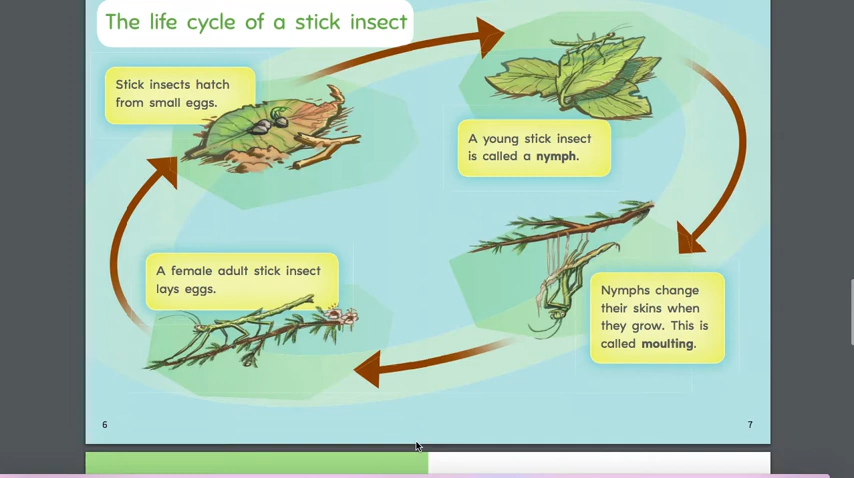 The life cycle of a stick insect
Stick insects hatch
from small eggs.
A young stick insect
is called a nymph.
Nymphs change
their skins when
they grow. This is
called moulting.
A female adult stick insect
lays eggs.
6
7